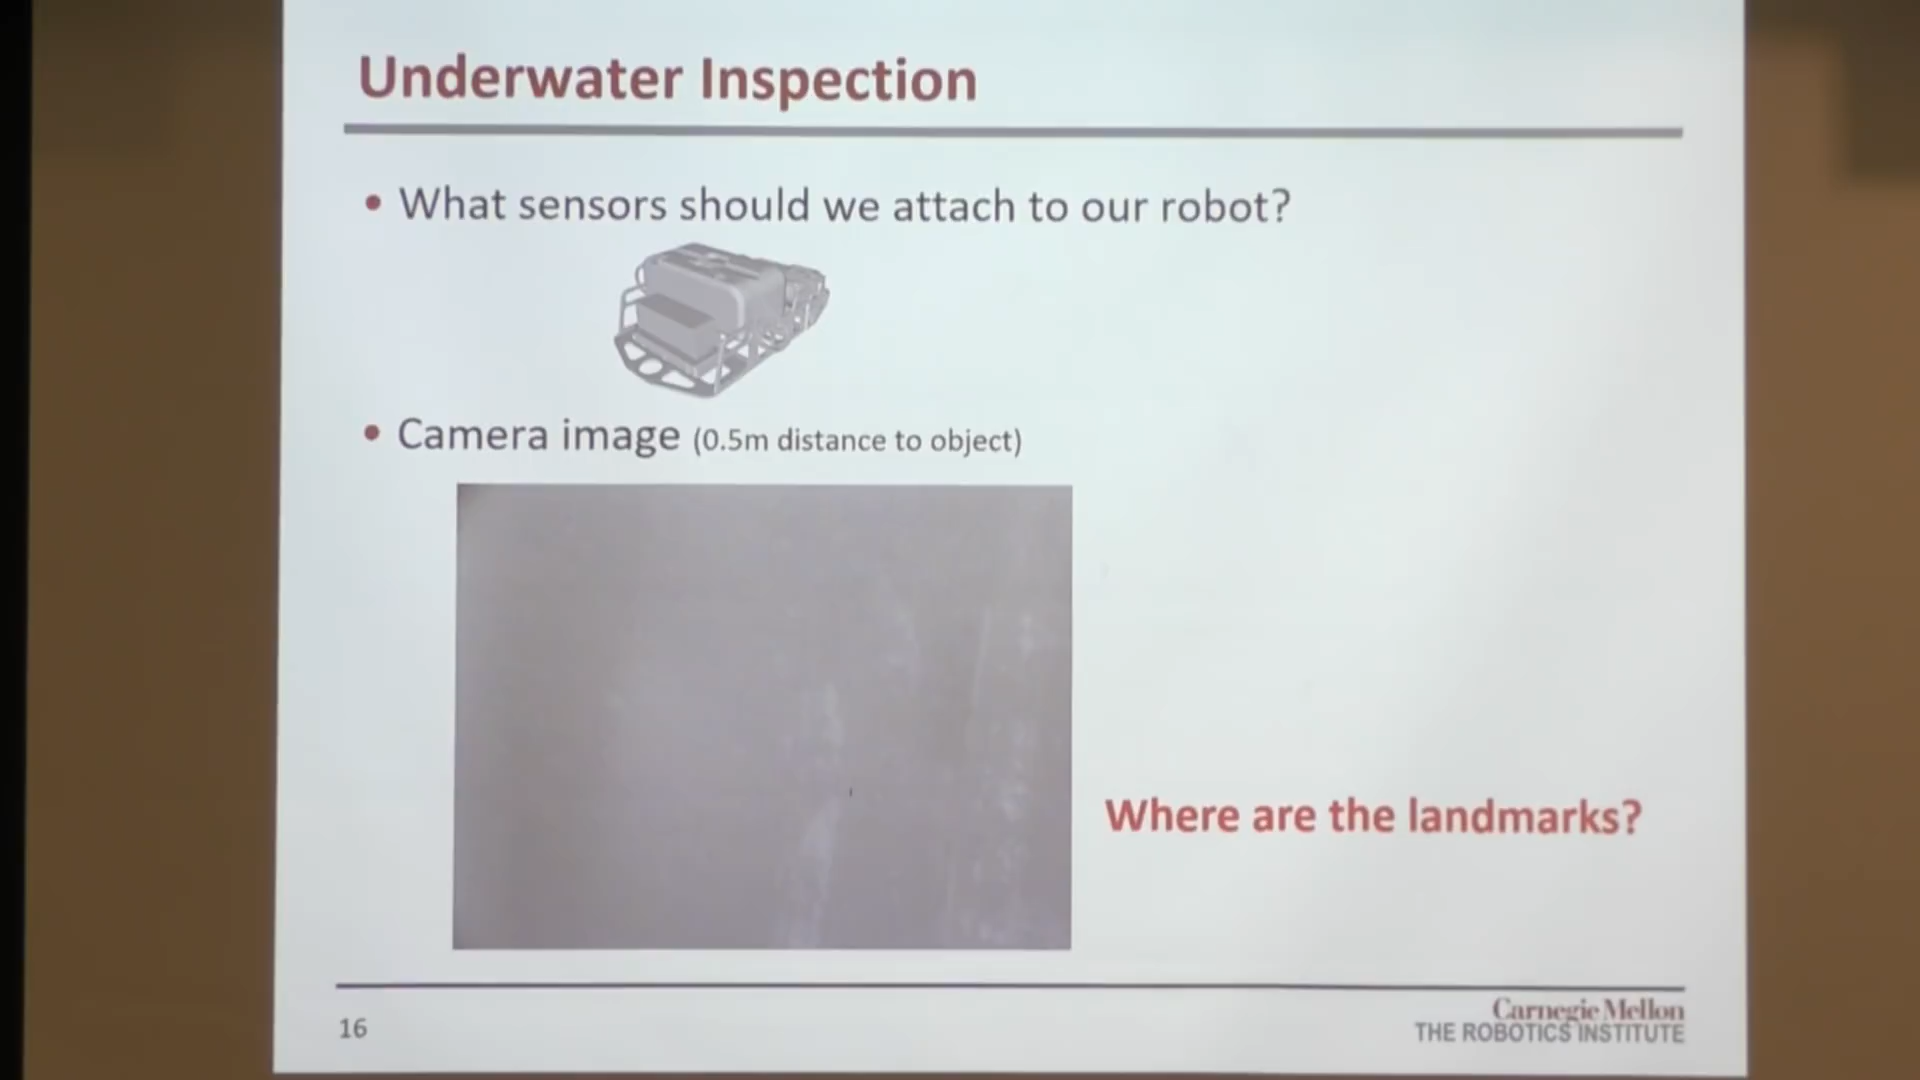 Underwater Inspection
• What sensors should we attach to our robot?
• Camera image (0.5m distance to object)
Where are the landmarks?
16
Carnegie Mellon
THE ROBOTICS INSTITUTE